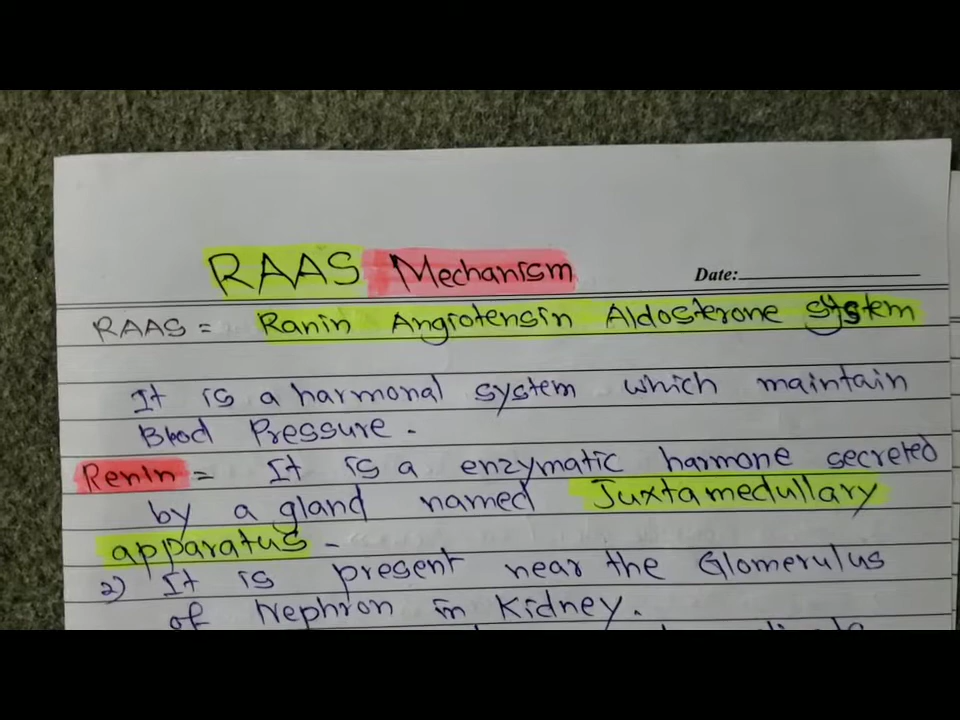 RAAS Mechanism
Date:
RAAS = Ranin Angiotensin Aldosterone system
It is a harmonal system which maintain
Blood Pressure.
Renin = It is a enzymatic harmone secreted
by a gland named Juxtamedullary
apparatus -
2) It is present near the Glomerulus
of Nephron in Kidney.